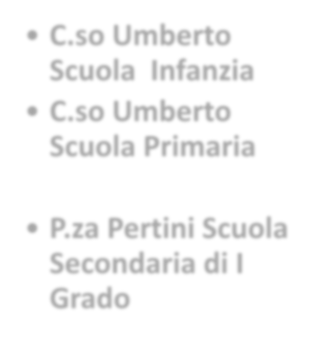 • C.so Umberto
Scuola Infanzia
• C.so Umberto
Scuola Primaria
• P.za Pertini Scuola
Secondaria di I
Grado